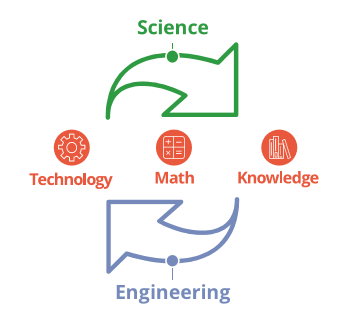 Science
Technology Math Knowledge
Engineering